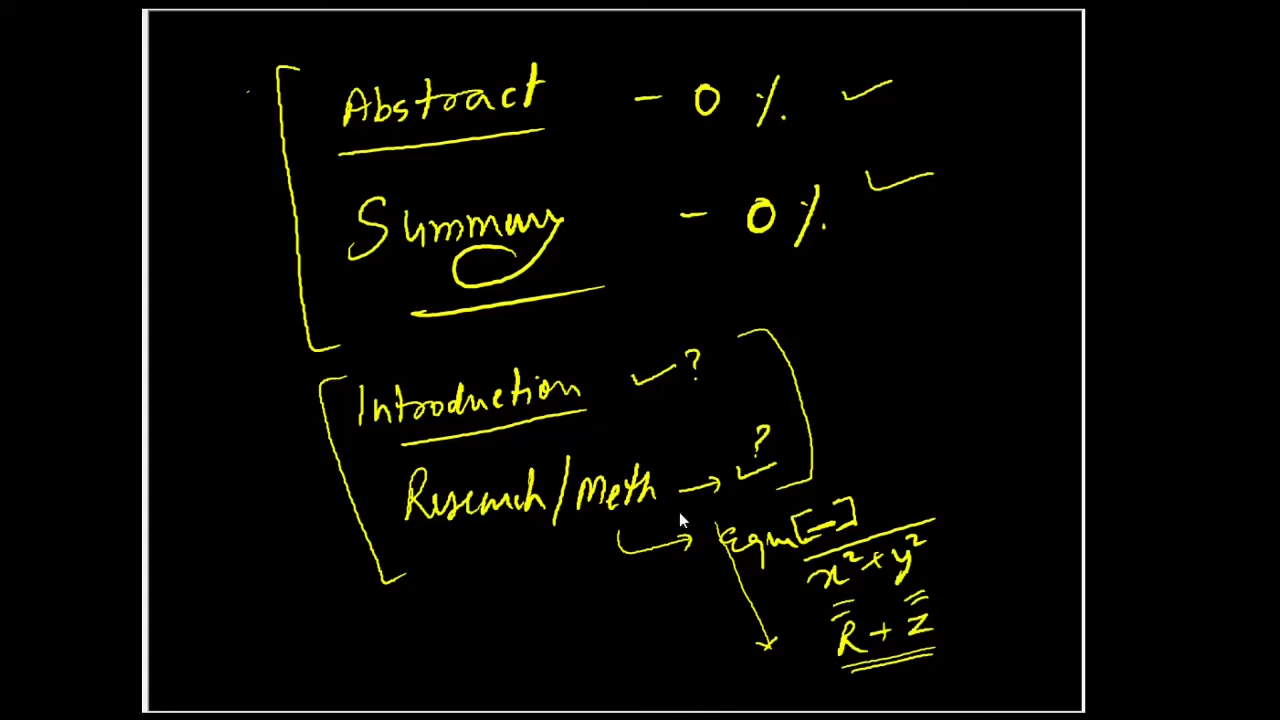 Abstract - 0 %
Summary - 0 %
Introduction ?
Research/Meth → ?
Eqn [-]
x² + y²
R + Z